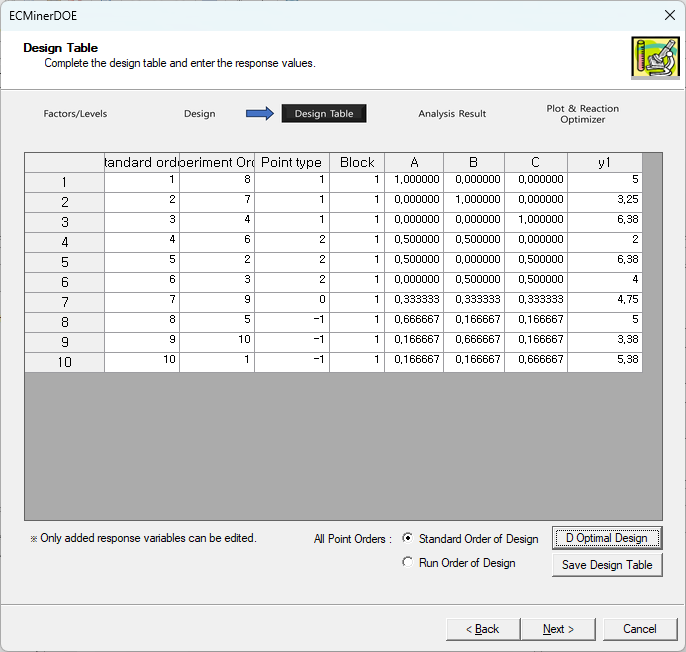 ECMinerDOE
Design Table
Complete the design table and enter the response values.
Factors/Levels Design Design Table Analysis Result Plot & Reaction
Optimizer
tandard ord periment Ord Point type Block A B C y1
1 1 8 1 1 1,000000 0,000000 0,000000 5
2 2 7 1 1 0,000000 1,000000 0,000000 3,25
3 3 4 1 1 0,000000 0,000000 1,000000 6,38
4 4 6 2 1 0,500000 0,500000 0,000000 2
5 5 2 2 1 0,500000 0,000000 0,500000 6,38
6 6 3 2 1 0,000000 0,500000 0,500000 4
7 7 9 0 1 0,333333 0,333333 0,333333 4,75
8 8 5 -1 1 0,666667 0,166667 0,166667 5
9 9 10 -1 1 0,166667 0,666667 0,166667 3,38
10 10 1 -1 1 0,166667 0,166667 0,666667 5,38
※ Only added response variables can be edited. All Point Orders : Standard Order of Design D Optimal Design
Run Order of Design Save Design Table
< Back Next > Cancel